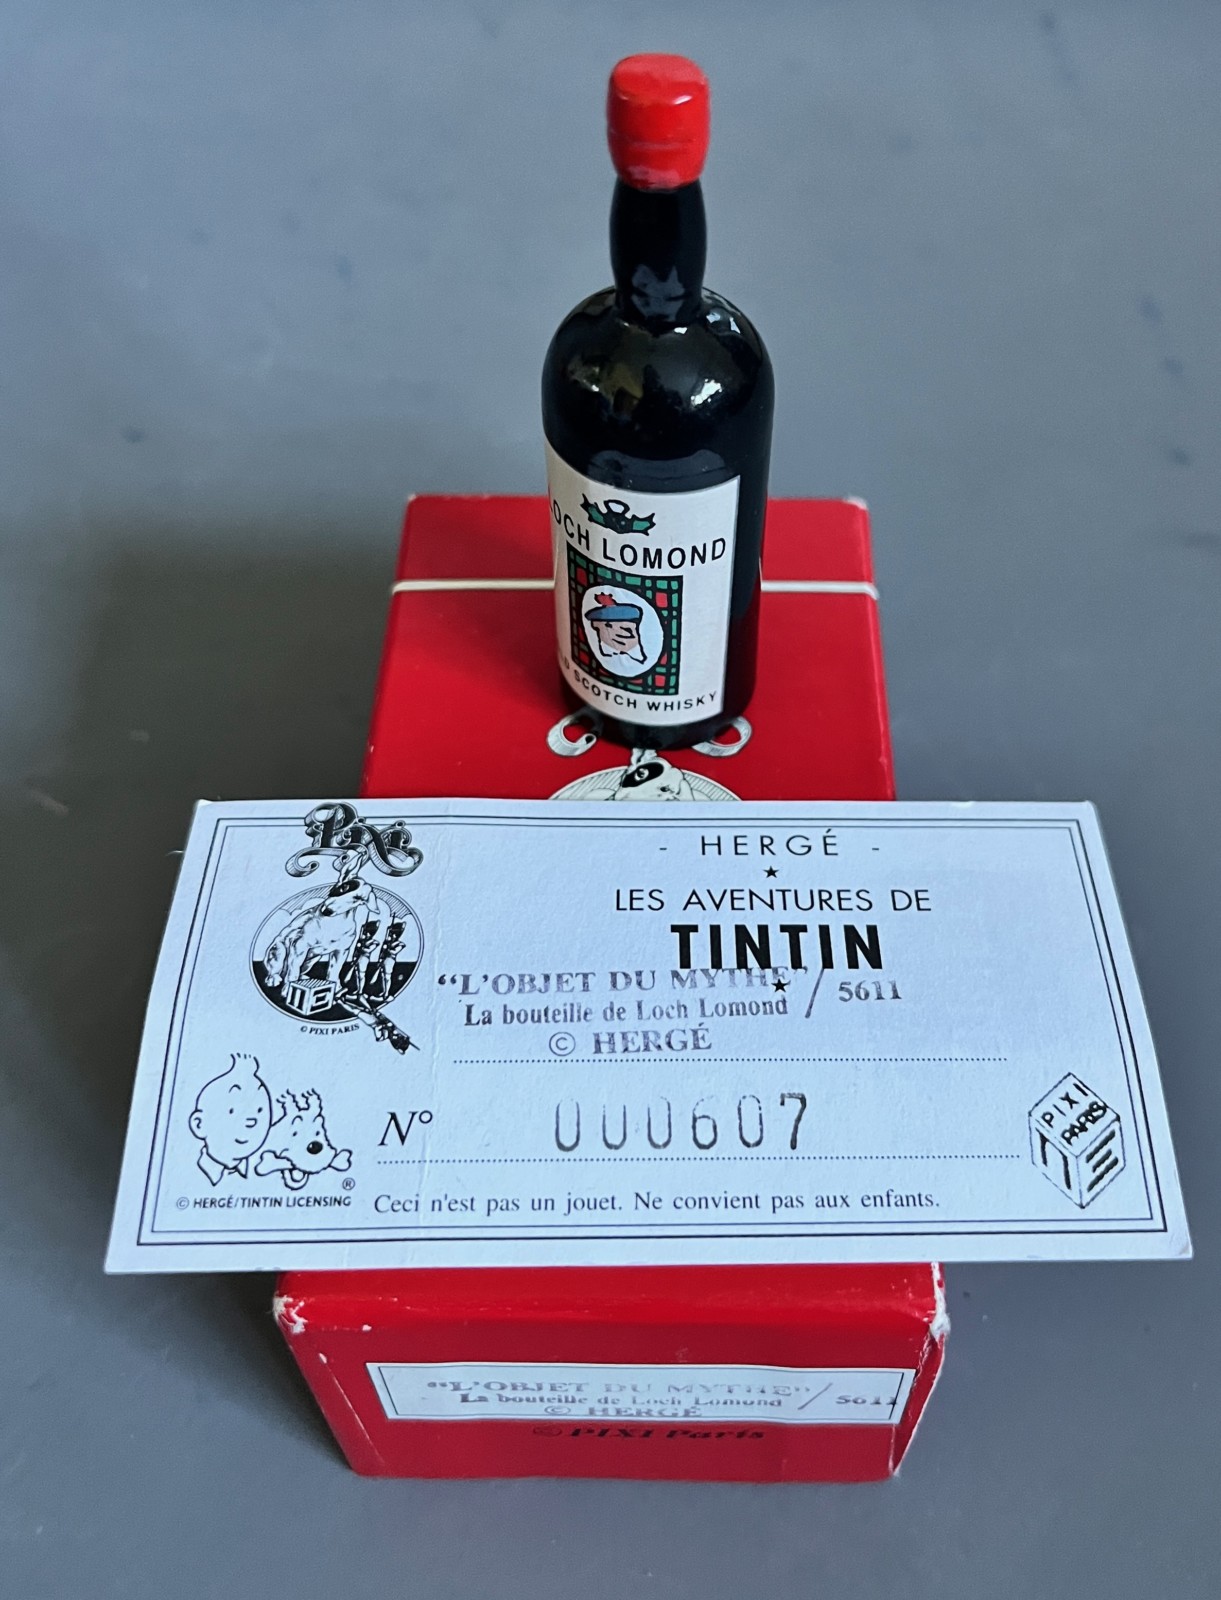 LOCH LOMOND
SCOTCH WHISKY
PIXI
- HERGÉ -
LES AVENTURES DE
TINTIN
“L'OBJET DU MYTHE” / 5611
La bouteille de Loch Lomond
© HERGÉ
© PIXI PARIS
N° 000607
PIXI
PARIS
®
© HERGÉ/TINTIN LICENSING
Ceci n'est pas un jouet. Ne convient pas aux enfants.
“L'OBJET DU MYTHE” / 5611
La bouteille de Loch Lomond
© HERGÉ
© PIXI Paris